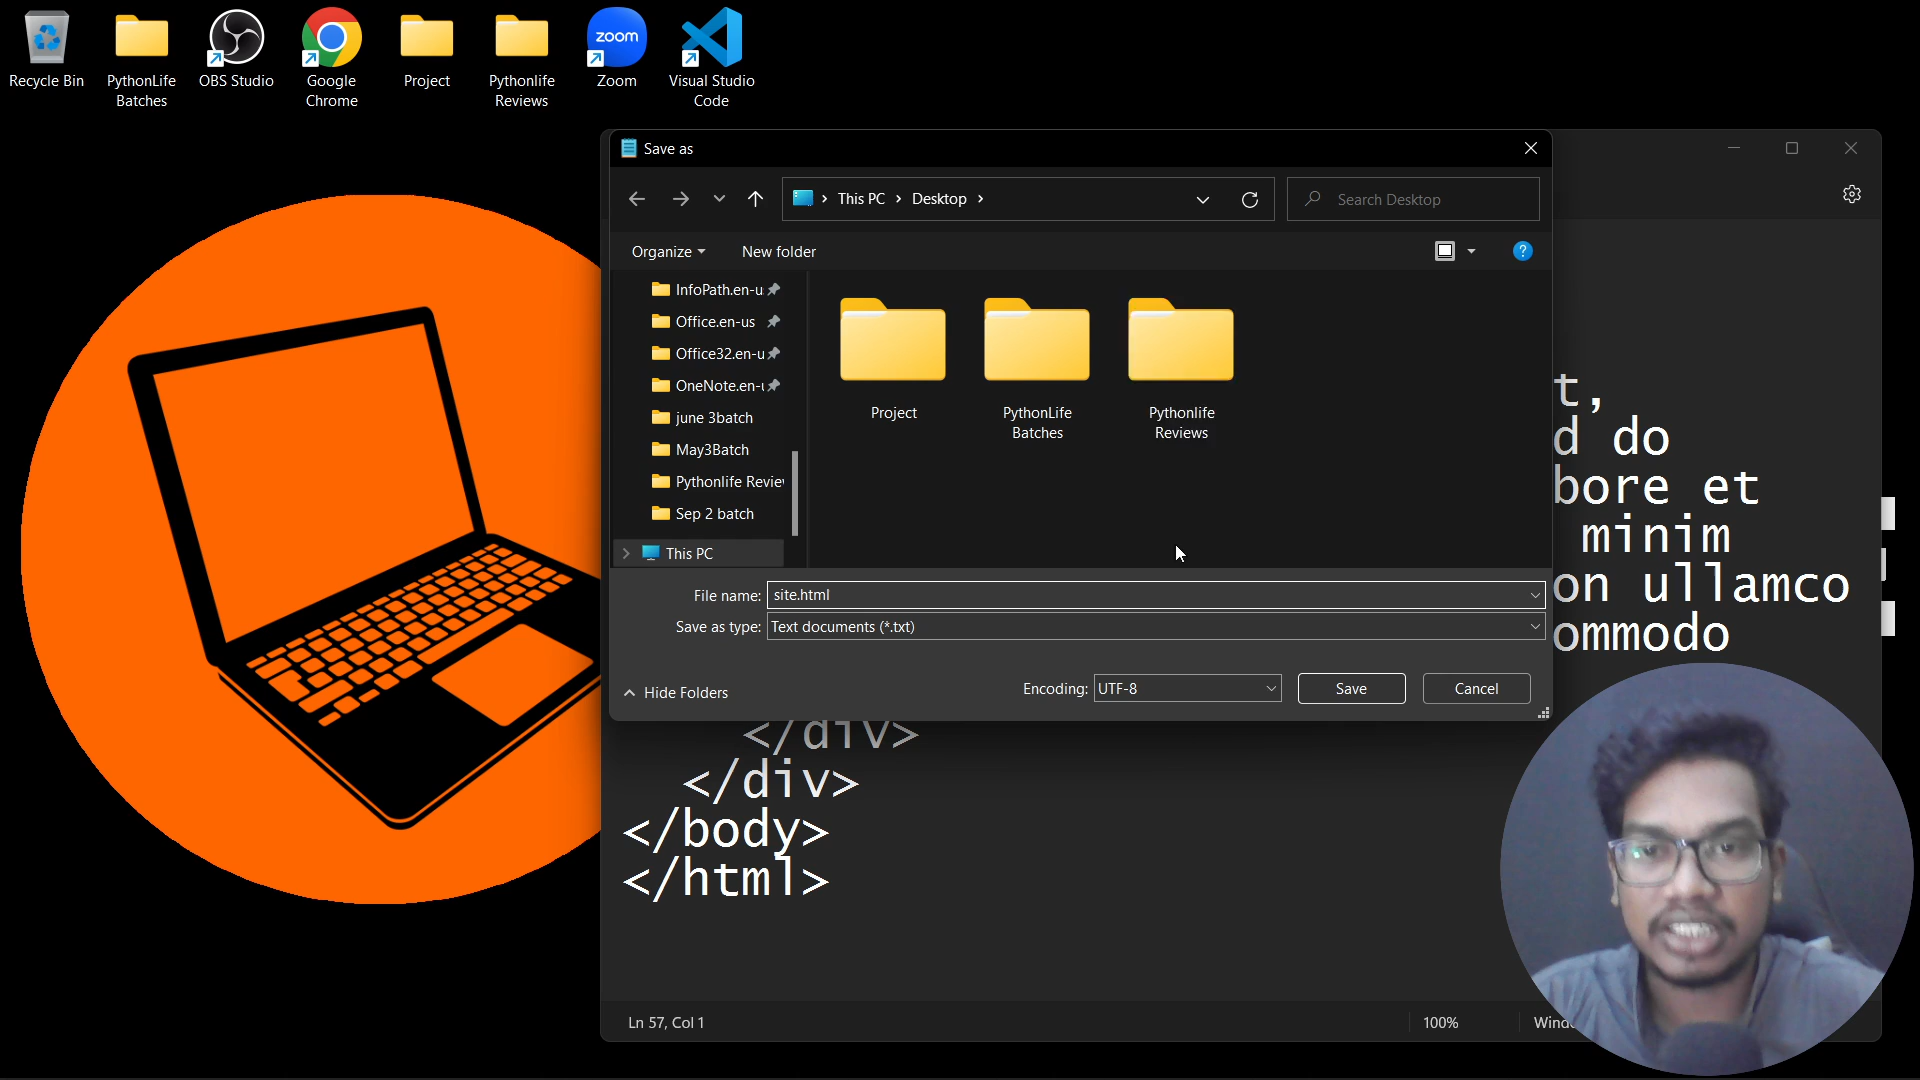 Recycle Bin
PythonLife
Batches
OBS Studio
Google
Chrome
Project
Pythonlife
Reviews
zoom
Zoom
Visual Studio
Code
Save as
This PC
Desktop
Search Desktop
Organize
New folder
InfoPath.en-u
Office.en-us
Office32.en-u
OneNote.en-
june 3batch
May3Batch
Pythonlife Revie
Sep 2 batch
This PC
Project
PythonLife
Batches
Pythonlife
Reviews
File name: site.html
Save as type: Text documents (*.txt)
Hide Folders
Encoding: UTF-8
Save
Cancel
t,
d do
bore et
minim
on ullamco
ommodo
</div>
</div>
</body>
</html>
Ln 57, Col 1
100%
Windo